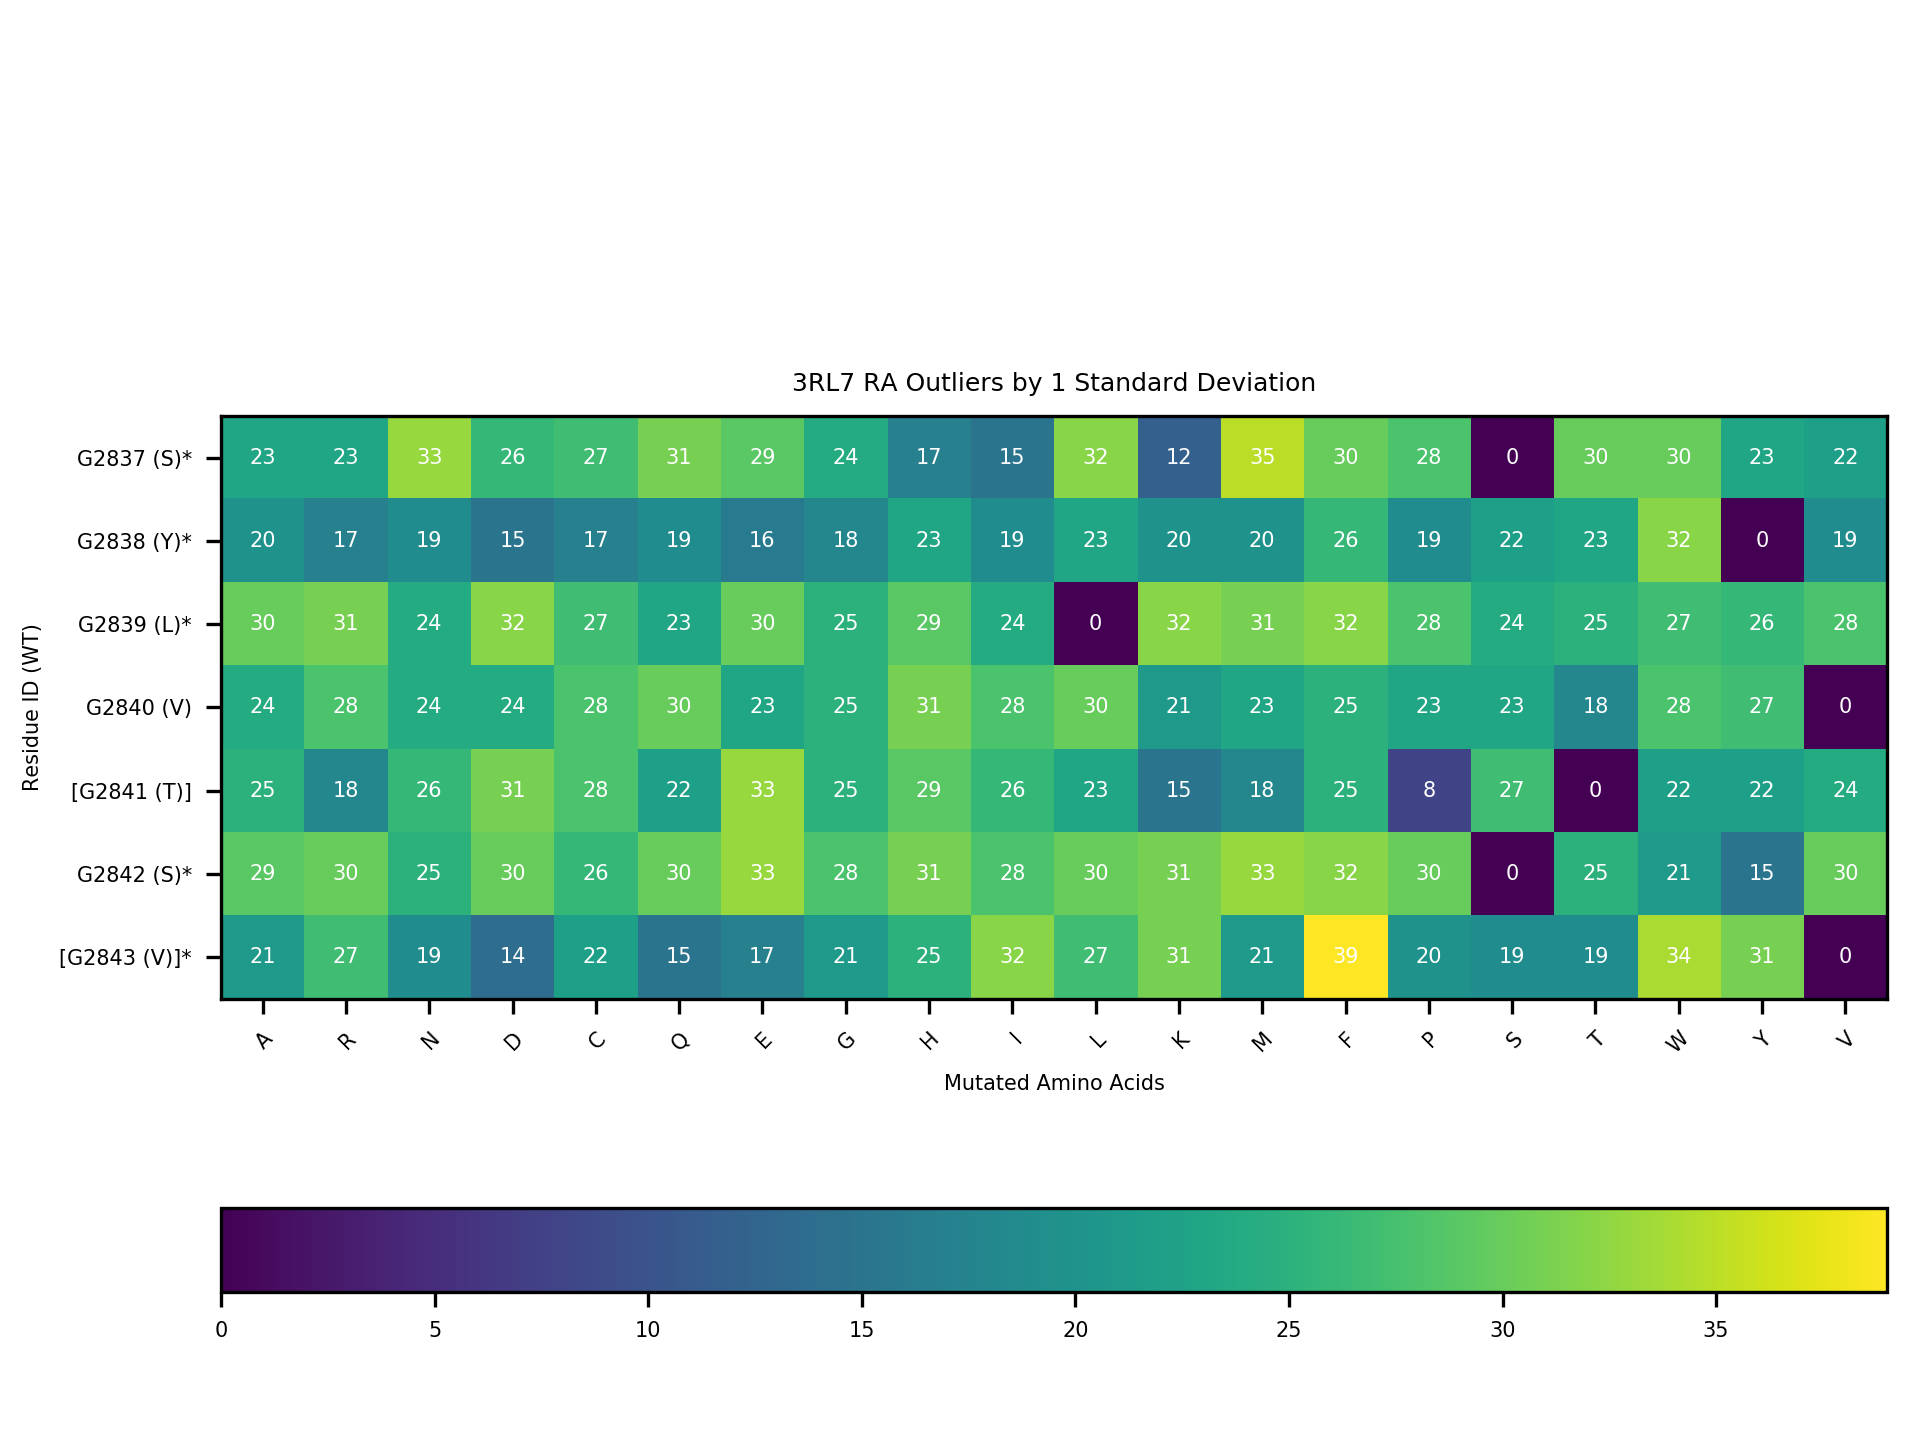 3RL7 RA Outliers by 1 Standard Deviation
Residue ID (WT)
G2837 (S)* 23 23 33 26 27 31 29 24 17 15 32 12 35 30 28 0 30 30 23 22
G2838 (Y)* 20 17 19 15 17 19 16 18 23 19 23 20 20 26 19 22 23 32 0 19
G2839 (L)* 30 31 24 32 27 23 30 25 29 24 0 32 31 32 28 24 25 27 26 28
G2840 (V) 24 28 24 24 28 30 23 25 31 28 30 21 23 25 23 23 18 28 27 0
[G2841 (T)] 25 18 26 31 28 22 33 25 29 26 23 15 18 25 8 27 0 22 22 24
G2842 (S)* 29 30 25 30 26 30 33 28 31 28 30 31 33 32 30 0 25 21 15 30
[G2843 (V)]* 21 27 19 14 22 15 17 21 25 32 27 31 21 39 20 19 19 34 31 0
A R N D C Q E G H I L K M F P S T W Y V
Mutated Amino Acids
0 5 10 15 20 25 30 35